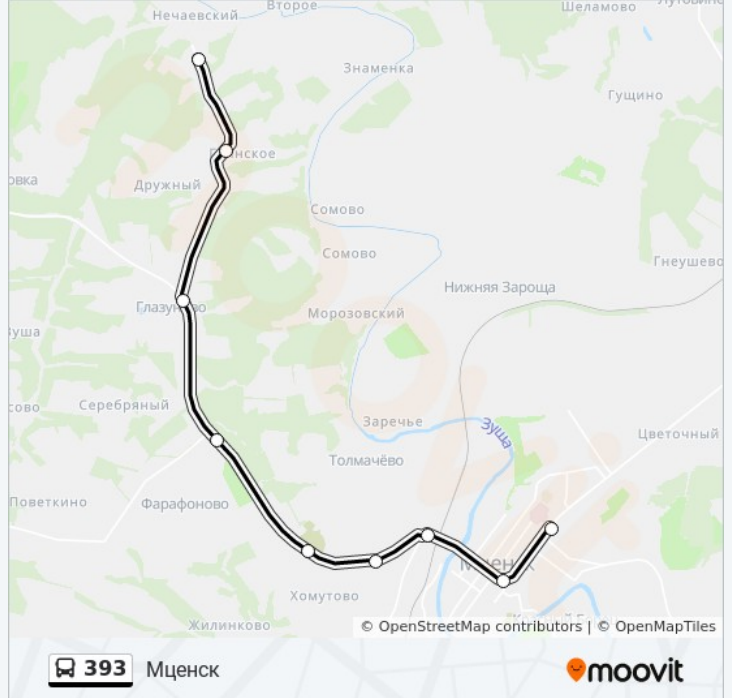 Второе
Нечаевский
Шеламово
Знаменка
Гущино
Дружный
Сомово
Сомово
Гнеушево
Нижняя Зароща
Морозовский
Серебряный
Заречье
Зуша
Цветочный
Толмачёво
Поветкино
Фарафоново
Мценск
Хомутово
Жилинково
© OpenStreetMap contributors | © OpenMapTiles
393 Мценск
moovit